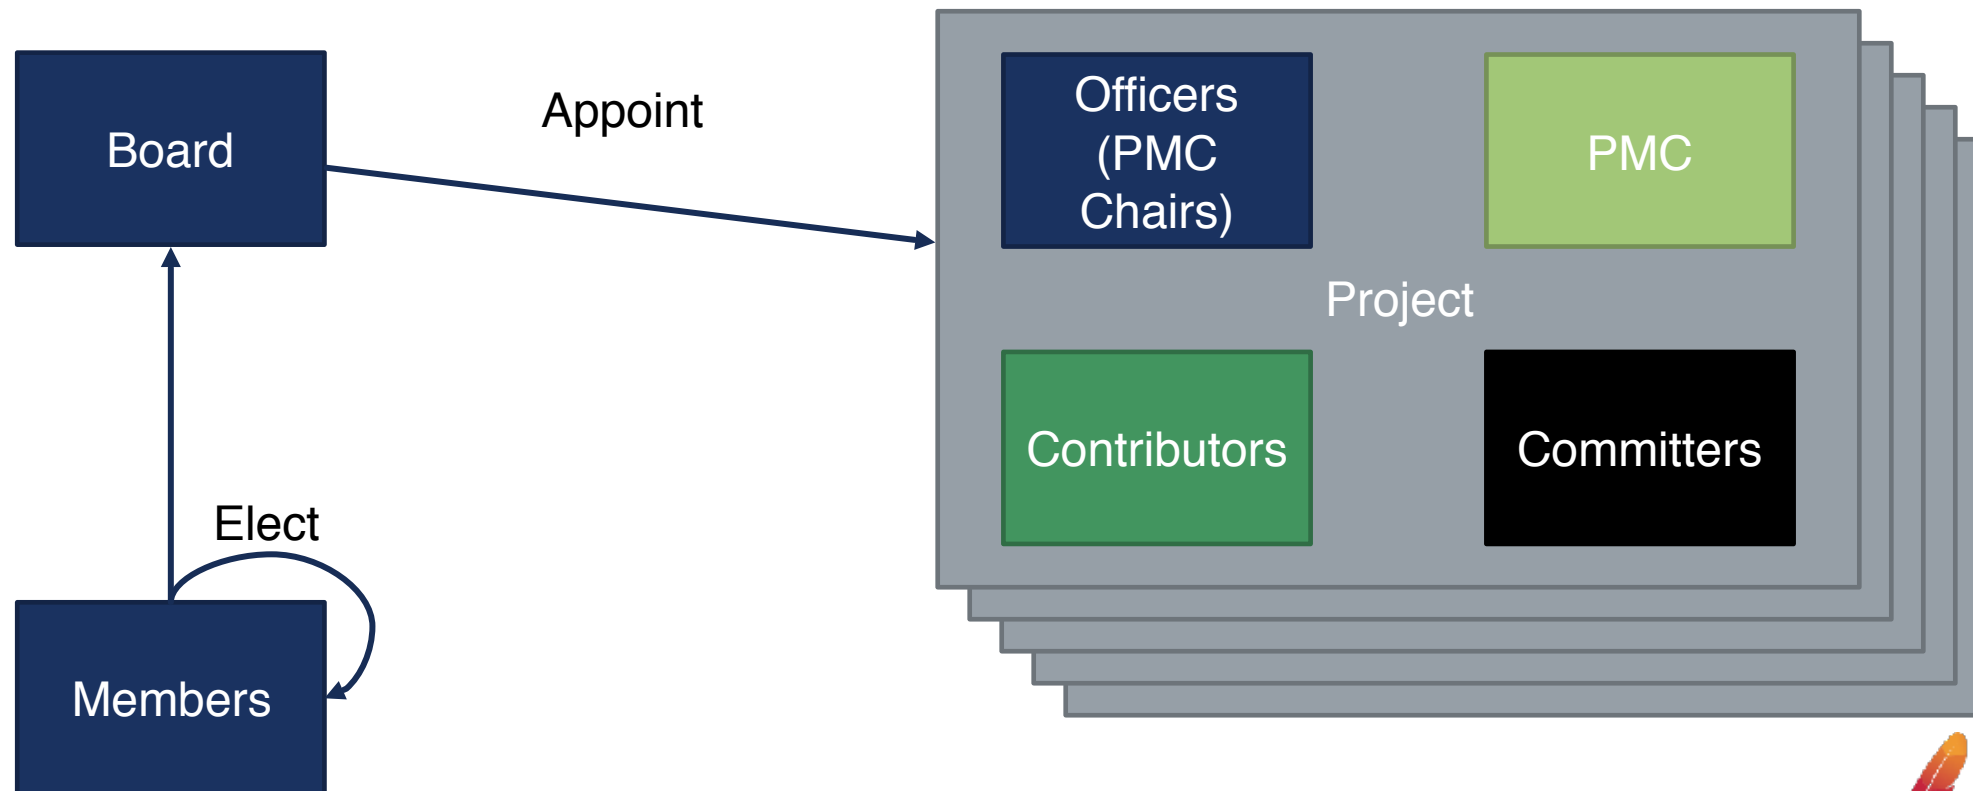 Board
Appoint
Officers
(PMC
Chairs)
PMC
Project
Contributors
Committers
Elect
Members